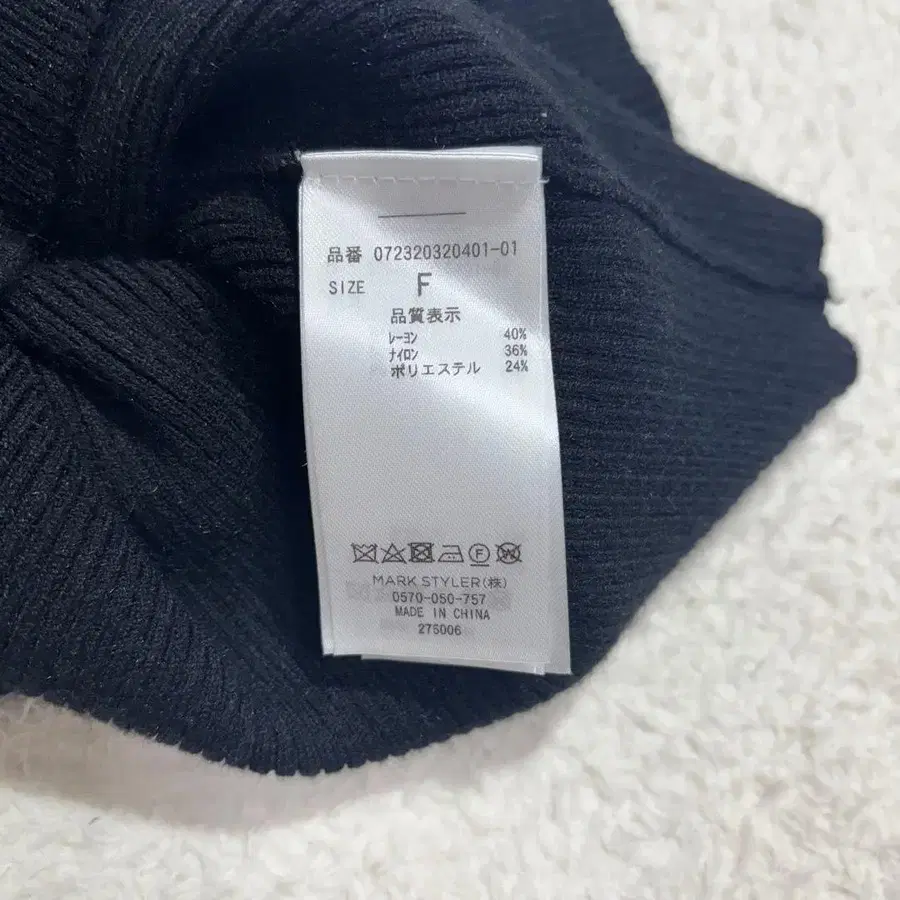 品番 072320320401-01
SIZE F
品質表示
レーヨン 40%
ナイロン 36%
ポリエステル 24%
MARK STYLER(株)
0570-050-757
MADE IN CHINA
276006